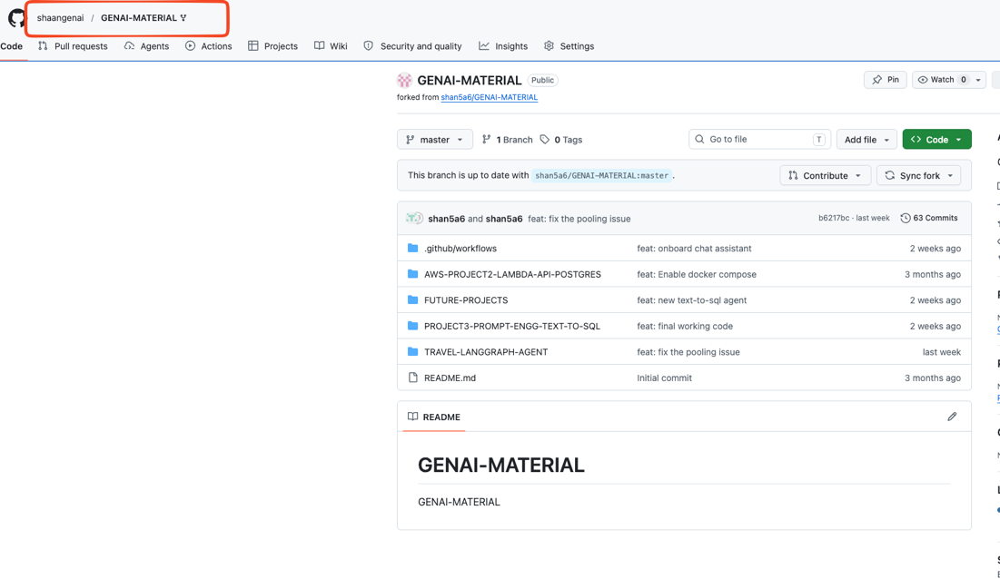 shaangenai / GENAI-MATERIAL
Code Pull requests Agents Actions Projects Wiki Security and quality Insights Settings
GENAI-MATERIAL Public
Pin Watch 0
forked from shan5a6/GENAI-MATERIAL
master 1 Branch 0 Tags Go to file T Add file Code
This branch is up to date with shan5a6/GENAI-MATERIAL:master . Contribute Sync fork
shan5a6 and shan5a6 feat: fix the pooling issue b6217bc · last week 63 Commits
.github/workflows feat: onboard chat assistant 2 weeks ago
AWS-PROJECT2-LAMBDA-API-POSTGRES feat: Enable docker compose 3 months ago
FUTURE-PROJECTS feat: new text-to-sql agent 2 weeks ago
PROJECT3-PROMPT-ENGG-TEXT-TO-SQL feat: final working code 2 weeks ago
TRAVEL-LANGGRAPH-AGENT feat: fix the pooling issue last week
README.md Initial commit 3 months ago
README
GENAI-MATERIAL
GENAI-MATERIAL